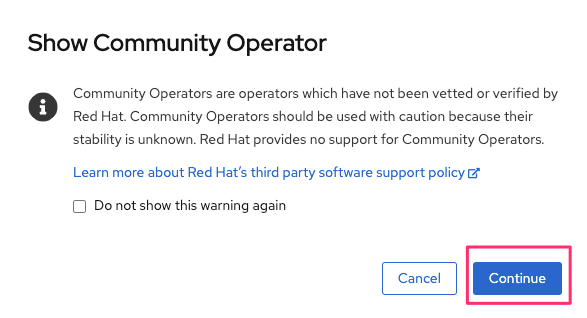 Show Community Operator
Community Operators are operators which have not been vetted or verified by
Red Hat. Community Operators should be used with caution because their
stability is unknown. Red Hat provides no support for Community Operators.
Learn more about Red Hat's third party software support policy
Do not show this warning again
Cancel
Continue